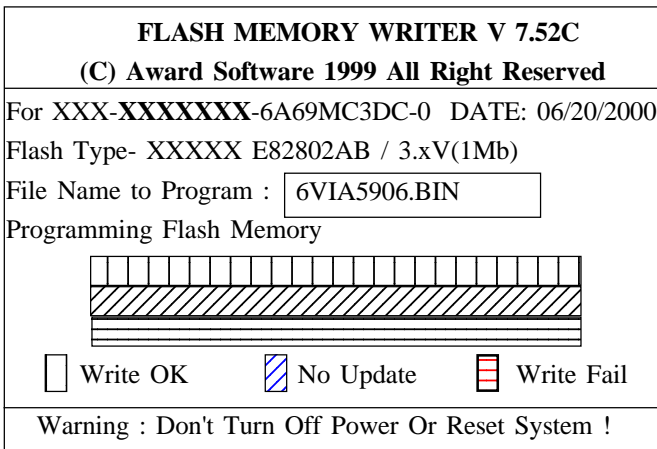 FLASH MEMORY WRITER V 7.52C
(C) Award Software 1999 All Right Reserved
For XXX-XXXXXXX-6A69MC3DC-0 DATE: 06/20/2000
Flash Type- XXXXX E82802AB / 3.xV(1Mb)
File Name to Program : 6VIA5906.BIN
Programming Flash Memory
Write OK No Update Write Fail
Warning : Don't Turn Off Power Or Reset System !